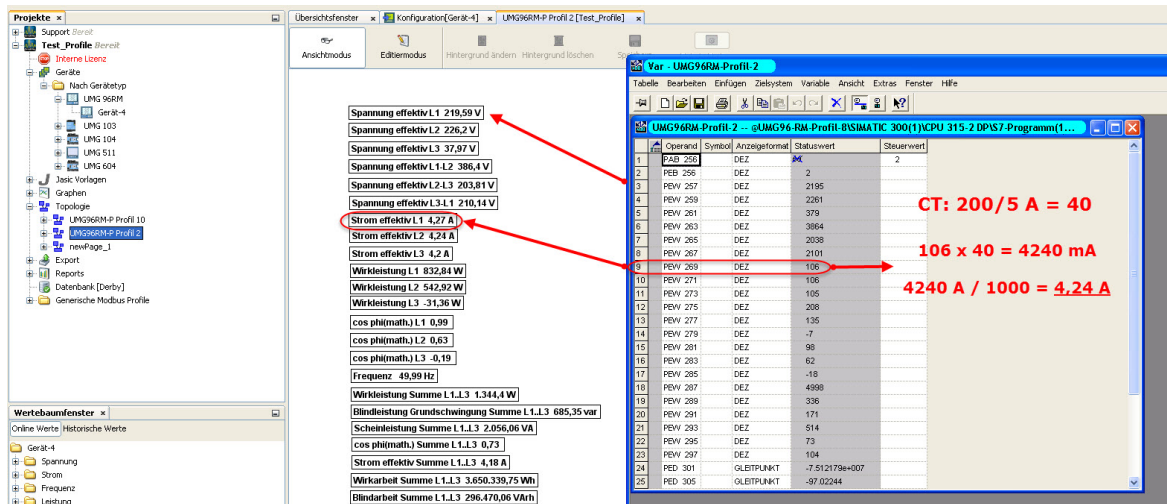 Projekte
Support Bereit
Test_Profile Bereit
Interne Lizenz
Geräte
Nach Gerätetyp
UMG 96RM
Gerät-4
UMG 103
UMG 104
UMG 511
UMG 604
Jasic Vorlagen
Graphen
Topologie
UMG96RM-P Profil 10
UMG96RM-P Profil 2
newPage_1
Export
Reports
Datenbank [Derby]
Generische Modbus Profile
Wertebaumfenster
Online Werte Historische Werte
Gerät-4
Spannung
Strom
Frequenz
Leistung
Übersichtsfenster Konfiguration[Gerät-4] UMG96RM-P Profil 2 [Test_Profile]
Ansichtmodus Editiermodus Hintergrund ändern Hintergrund löschen
Spannung effektiv L1 219,59 V
Spannung effektiv L2 226,2 V
Spannung effektiv L3 37,97 V
Spannung effektiv L1-L2 386,4 V
Spannung effektiv L2-L3 203,81 V
Spannung effektiv L3-L1 210,14 V
Strom effektiv L1 4,27 A
Strom effektiv L2 4,24 A
Strom effektiv L3 4,2 A
Wirkleistung L1 832,84 W
Wirkleistung L2 542,92 W
Wirkleistung L3 -31,36 W
cos phi(math.) L1 0,99
cos phi(math.) L2 0,63
cos phi(math.) L3 -0,19
Frequenz 49,99 Hz
Wirkleistung Summe L1..L3 1.344,4 W
Blindleistung Grundschwingung Summe L1..L3 685,35 var
Scheinleistung Summe L1..L3 2.056,06 VA
cos phi(math.) Summe L1..L3 0,73
Strom effektiv Summe L1..L3 4,18 A
Wirkarbeit Summe L1..L3 3.650.339,75 Wh
Blindarbeit Summe L1..L3 296.470,06 VArh
Var - UMG96RM-Profil-2
Tabelle Bearbeiten Einfügen Zielsystem Variable Ansicht Extras Fenster Hilfe
UMG96RM-Profil-2 -- @UMG96-RM-Profil-8\SIMATIC 300(1)\CPU 315-2 DP\S7-Programm(1...
Operand Symbol Anzeigeformat Statuswert Steuerwert
1 PAB 256 DEZ 2
2 PEB 256 DEZ 2
3 PEW 257 DEZ 2195
4 PEW 259 DEZ 2261
5 PEW 261 DEZ 379
6 PEW 263 DEZ 3864
7 PEW 265 DEZ 2038
8 PEW 267 DEZ 2101
9 PEW 269 DEZ 106
10 PEW 271 DEZ 106
11 PEW 273 DEZ 105
12 PEW 275 DEZ 208
13 PEW 277 DEZ 135
14 PEW 279 DEZ -7
15 PEW 281 DEZ 98
16 PEW 283 DEZ 62
17 PEW 285 DEZ -18
18 PEW 287 DEZ 4998
19 PEW 289 DEZ 336
20 PEW 291 DEZ 171
21 PEW 293 DEZ 514
22 PEW 295 DEZ 73
23 PEW 297 DEZ 104
24 PED 301 GLEITPUNKT -7.512179e+007
25 PED 305 GLEITPUNKT -97.02244
CT: 200/5 A = 40
106 x 40 = 4240 mA
4240 A / 1000 = 4,24 A